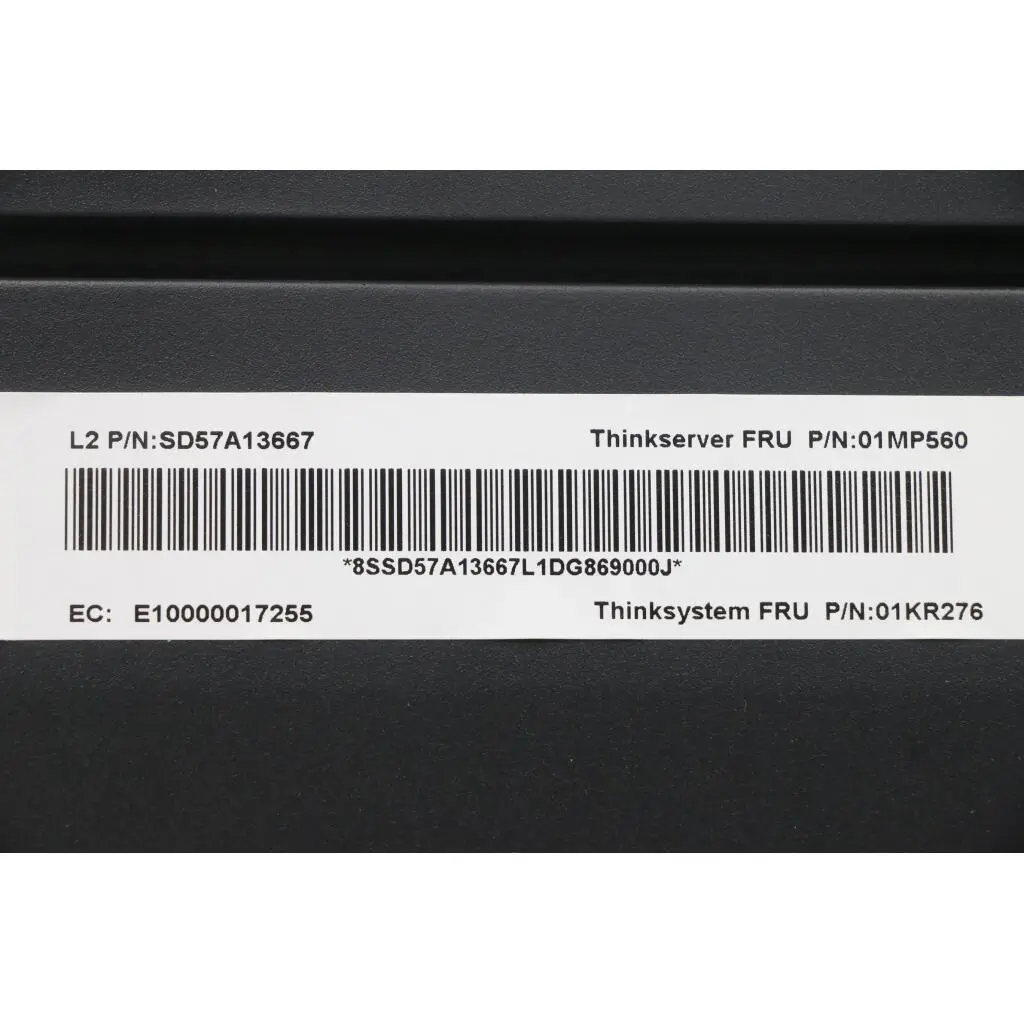 L2 P/N:SD57A13667 Thinkserver FRU P/N:01MP560
*8SSD57A13667L1DG869000J*
EC: E10000017255 Thinksystem FRU P/N:01KR276